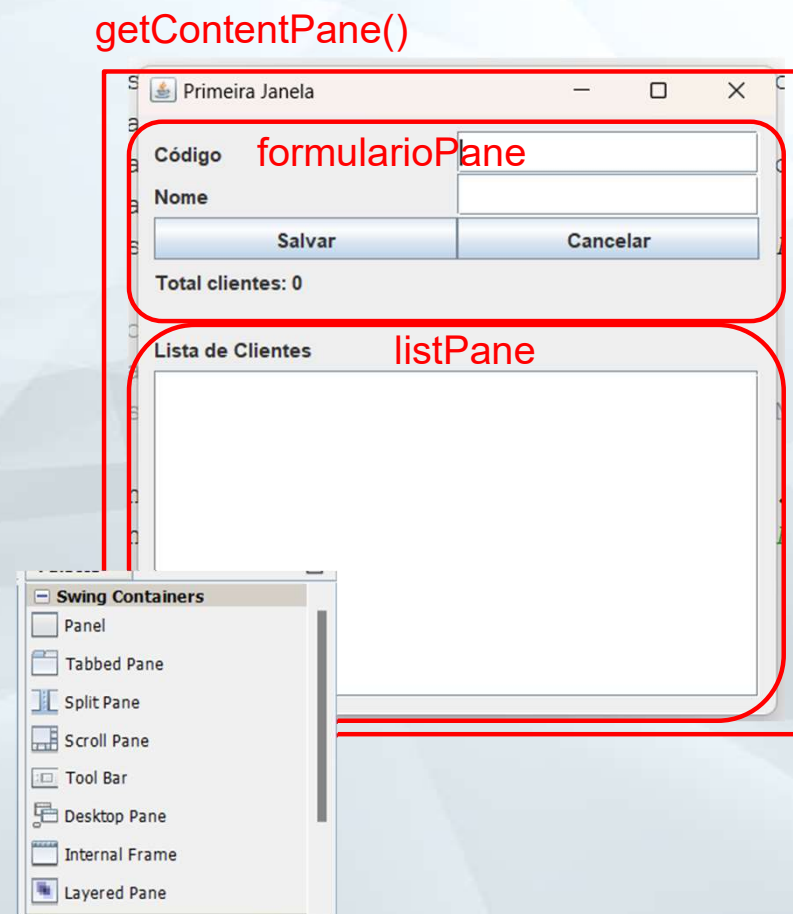 getContentPane()
Primeira Janela
Código
formularioPane
Nome
Salvar
Cancelar
Total clientes: 0
Lista de Clientes
listPane
Swing Containers
Panel
Tabbed Pane
Split Pane
Scroll Pane
Tool Bar
Desktop Pane
Internal Frame
Layered Pane